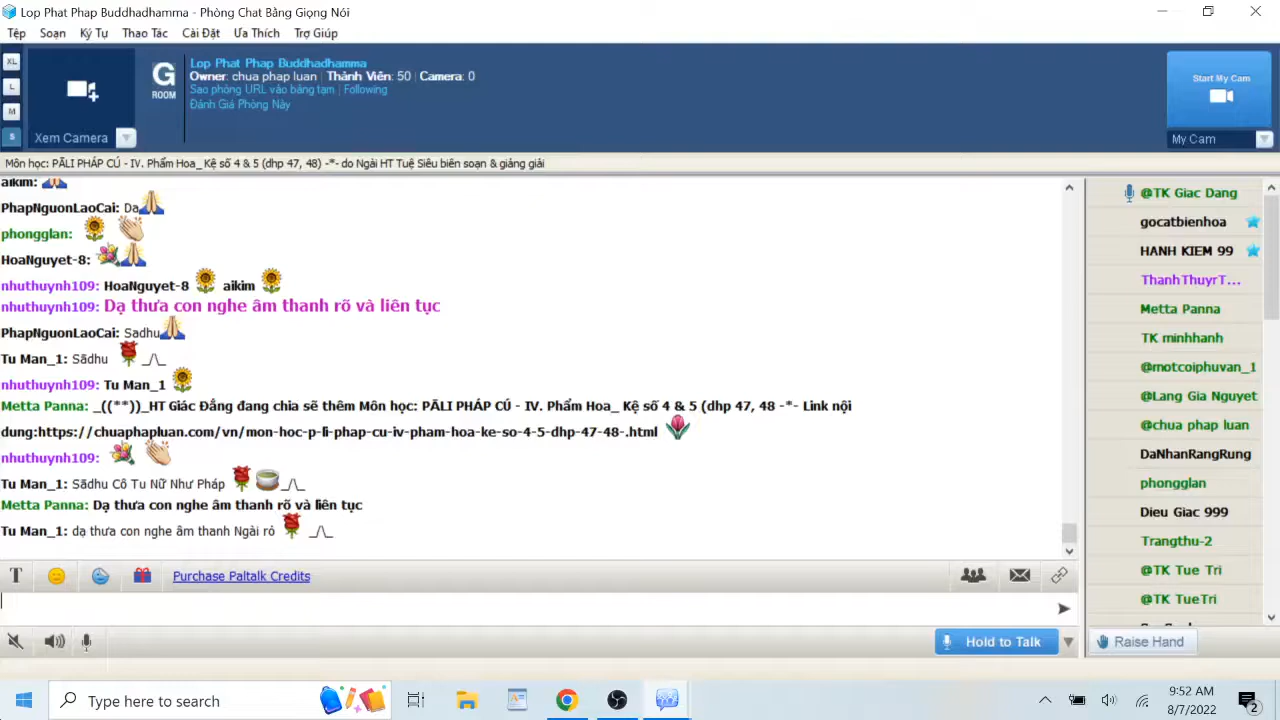 Lop Phat Phap Buddhadhamma - Phòng Chat Bằng Giọng Nói
Tệp Soạn Ký Tự Thao Tác Cài Đặt Ưa Thích Trợ Giúp
XL
L
M
S
Xem Camera
G
ROOM
Lop Phat Phap Buddhadhamma
Owner: chua phap luan | Thành Viên: 50 | Camera: 0
Sao phòng URL vào bảng tạm | Following
Đánh Giá Phòng Này
Start My Cam
My Cam
Môn học: PÃLI PHÁP CÚ - IV. Phẩm Hoa_ Kệ số 4 & 5 (dhp 47, 48) -*- do Ngài HT Tuệ Siêu biên soạn & giảng giải
aikim:
PhapNguonLaoCai: Dạ
phongglan:
HoaNguyet-8:
nhuthuynh109: HoaNguyet-8 aikim
nhuthuynh109: Dạ thưa con nghe âm thanh rõ và liên tục
PhapNguonLaoCai: Sadhu
Tu Man_1: Sãdhu _/\_
nhuthuynh109: Tu Man_1
Metta Panna: _((**))_HT Giác Đẳng đang chia sẽ thêm Môn học: PÃLI PHÁP CÚ - IV. Phẩm Hoa_ Kệ số 4 & 5 (dhp 47, 48 -*- Link nội
dung:https://chuaphapluan.com/vn/mon-hoc-p-li-phap-cu-iv-pham-hoa-ke-so-4-5-dhp-47-48-.html
nhuthuynh109:
Tu Man_1: Sãdhu Cô Tu Nữ Như Pháp _/\_
Metta Panna: Dạ thưa con nghe âm thanh rõ và liên tục
Tu Man_1: dạ thưa con nghe âm thanh Ngài rỏ _/\_
@TK Giac Dang
gocatbienhoa
HANH KIEM 99
ThanhThuyrT...
Metta Panna
TK minhhanh
@motcoiphuvan_1
@Lang Gia Nguyet
@chua phap luan
DaNhanRangRung
phongglan
Dieu Giac 999
Trangthu-2
@TK Tue Tri
@TK TueTri
T Purchase Paltalk Credits
Hold to Talk
Raise Hand
Type here to search
9:52 AM
8/7/2022
2